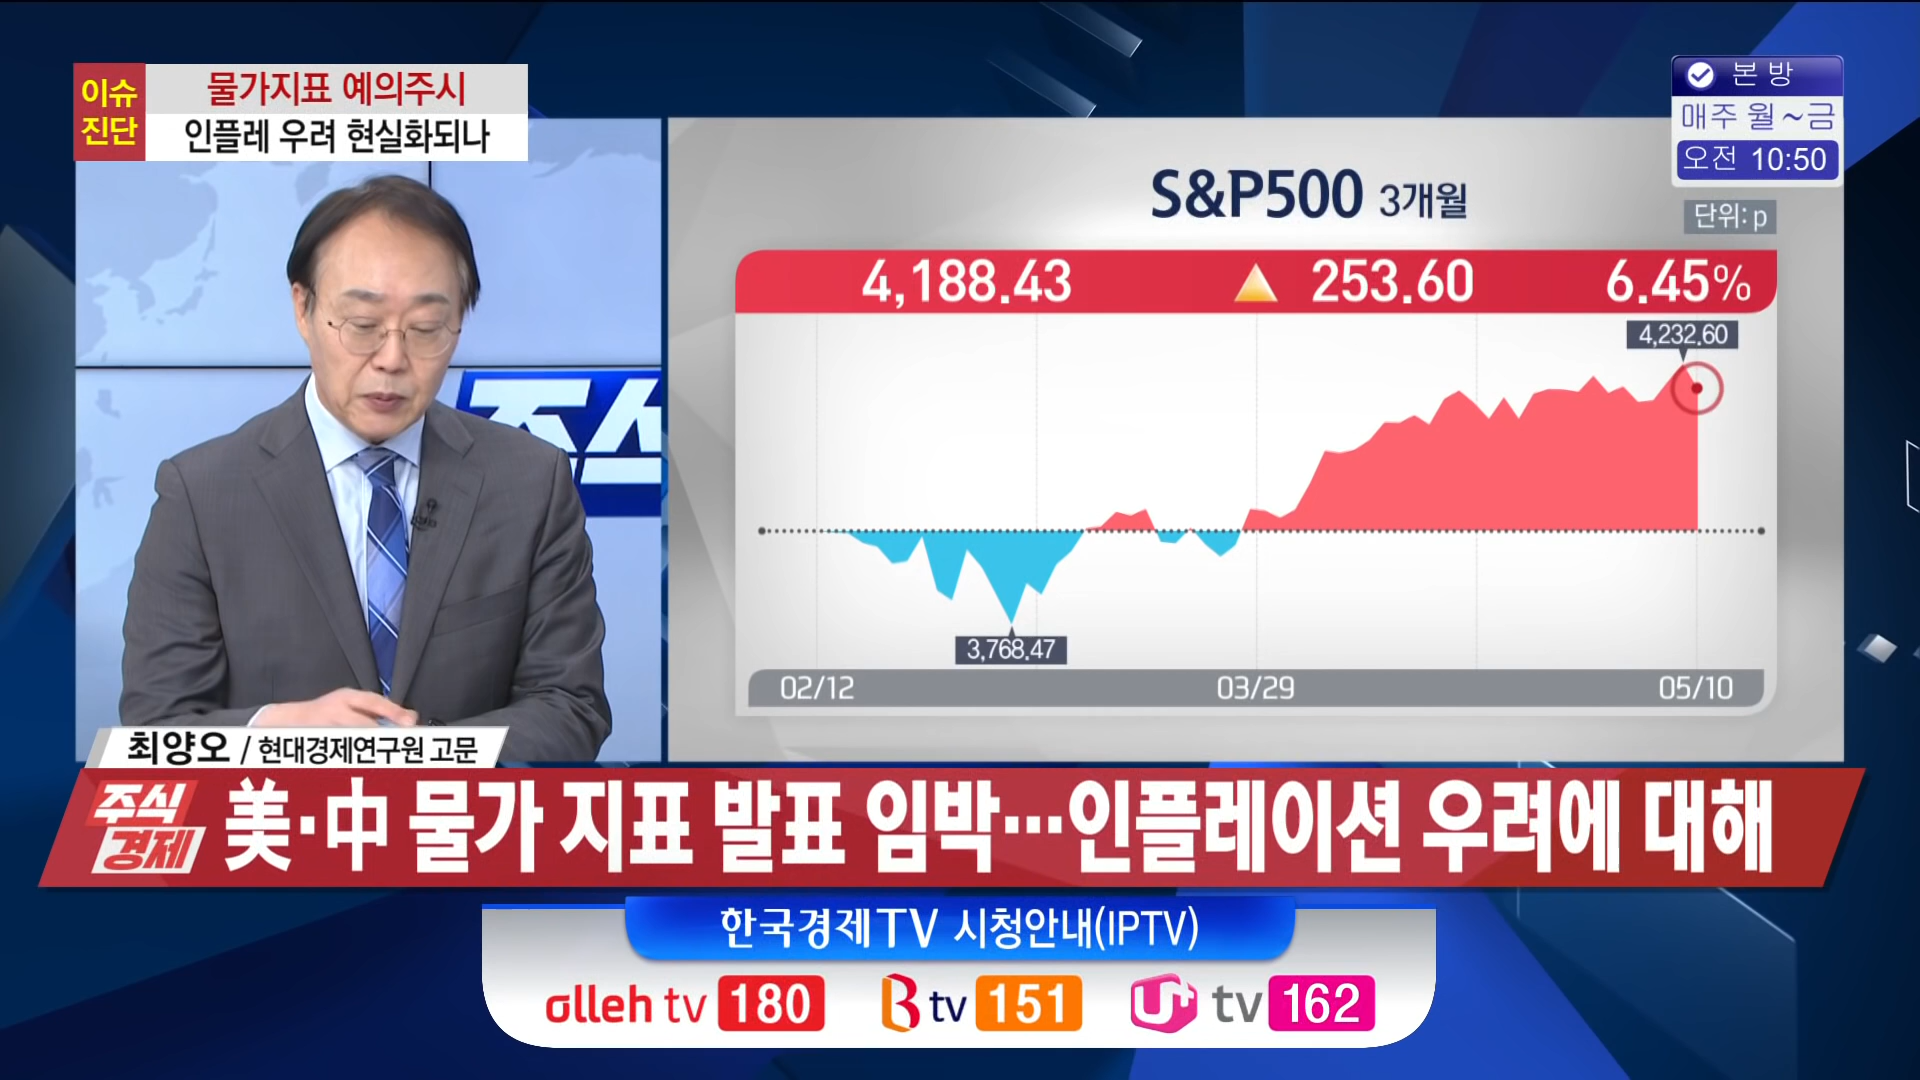 이슈
진단
물가지표 예의주시
인플레 우려 현실화되나
본 방
매주 월~금
오전 10:50
S&P500 3개월
단위:p
4,188.43 ▲ 253.60 6.45%
4,232.60
3,768.47
02/12 03/29 05/10
주식
최양오 / 현대경제연구원 고문
주식
경제
美·中 물가 지표 발표 임박…인플레이션 우려에 대해
한국경제TV 시청안내(IPTV)
olleh tv 180 B tv 151 U+ tv 162